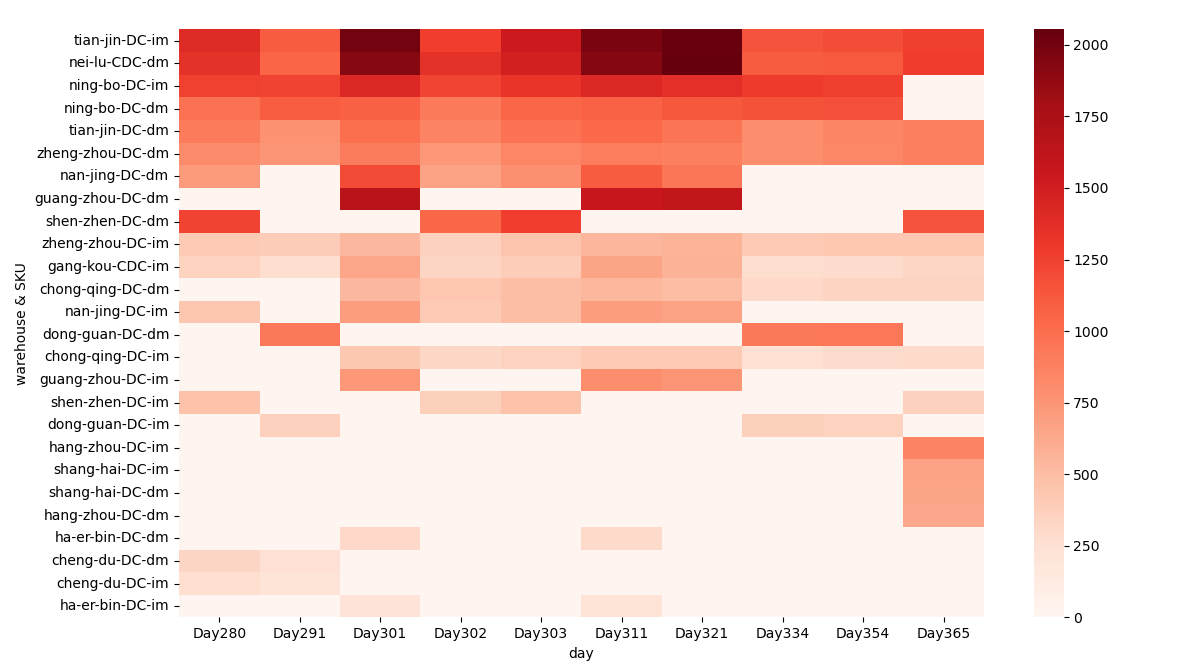 tian-jin-DC-im
nei-lu-CDC-dm
ning-bo-DC-im
ning-bo-DC-dm
tian-jin-DC-dm
zheng-zhou-DC-dm
nan-jing-DC-dm
guang-zhou-DC-dm
shen-zhen-DC-dm
zheng-zhou-DC-im
gang-kou-CDC-im
chong-qing-DC-dm
nan-jing-DC-im
dong-guan-DC-dm
chong-qing-DC-im
guang-zhou-DC-im
shen-zhen-DC-im
dong-guan-DC-im
hang-zhou-DC-im
shang-hai-DC-im
shang-hai-DC-dm
hang-zhou-DC-dm
ha-er-bin-DC-dm
cheng-du-DC-dm
cheng-du-DC-im
ha-er-bin-DC-im
warehouse & SKU
Day280 Day291 Day301 Day302 Day303 Day311 Day321 Day334 Day354 Day365
day
2000
1750
1500
1250
1000
750
500
250
0